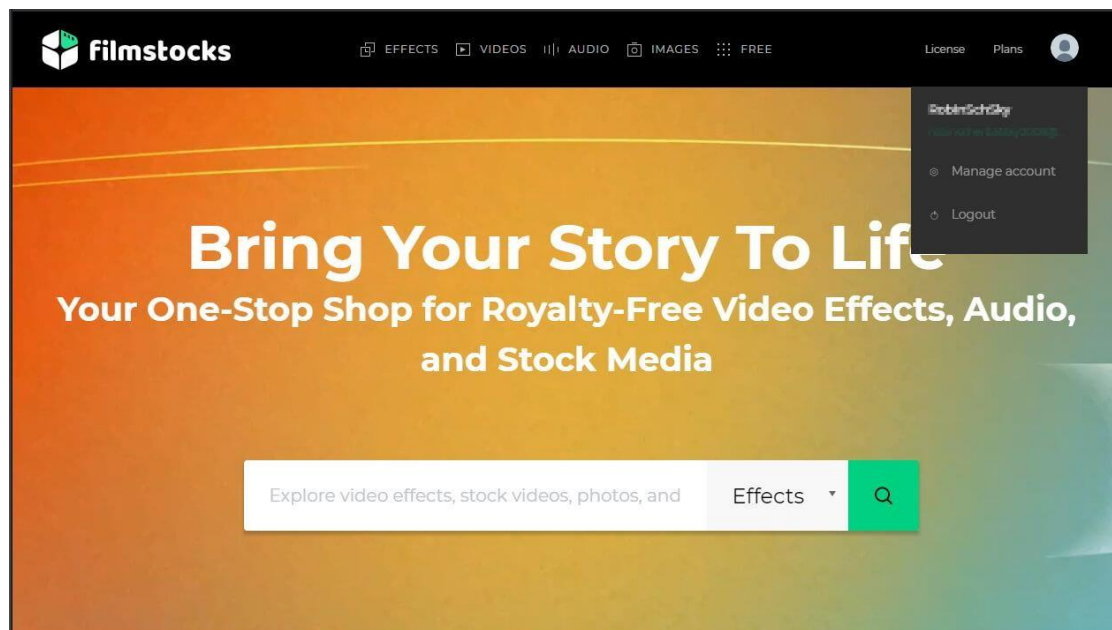 filmstocks
EFFECTS VIDEOS AUDIO IMAGES FREE
License Plans
Manage account
Logout
Bring Your Story To Life
Your One-Stop Shop for Royalty-Free Video Effects, Audio,
and Stock Media
Explore video effects, stock videos, photos, and
Effects